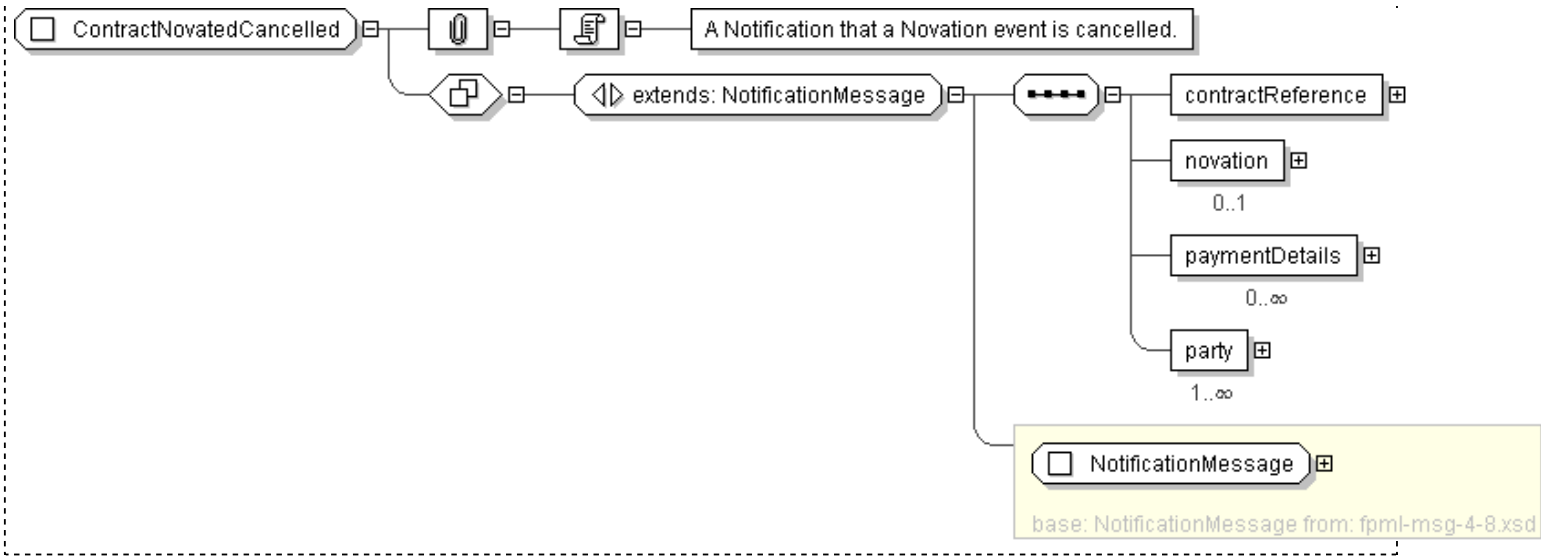 ContractNovatedCancelled
A Notification that a Novation event is cancelled.
extends: NotificationMessage
contractReference
novation
0..1
paymentDetails
0..∞
party
1..∞
NotificationMessage
base: NotificationMessage from: fpml-msg-4-8.xsd